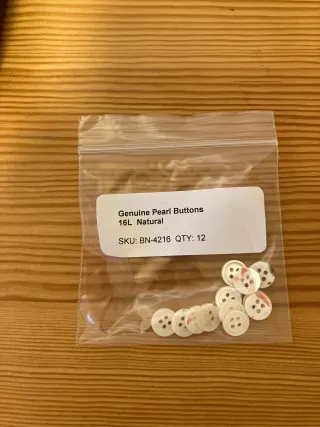 Genuine Pearl Buttons
16L Natural
SKU: BN-4216 QTY: 12